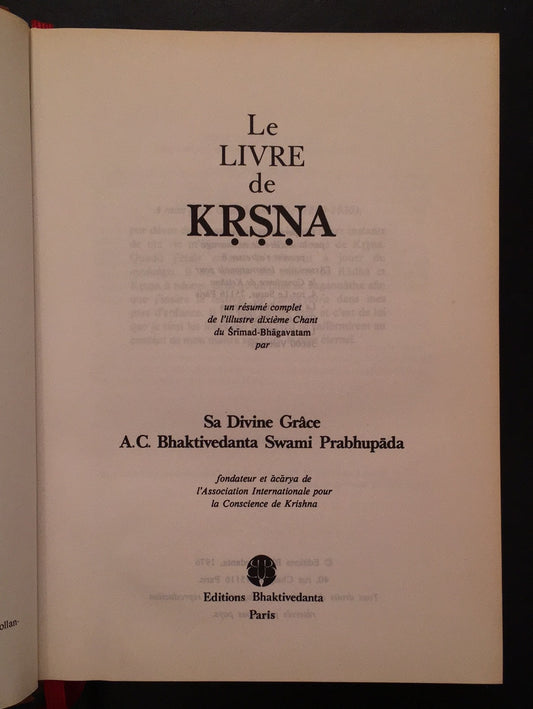 Le
LIVRE
de
KṚṢṆA
un résumé complet
de l'illustre dixième Chant
du Śrīmad-Bhāgavatam
par
Sa Divine Grâce
A.C. Bhaktivedanta Swami Prabhupāda
fondateur et ācārya de
l'Association Internationale pour
la Conscience de Krishna
Editions Bhaktivedanta
Paris
ollan-